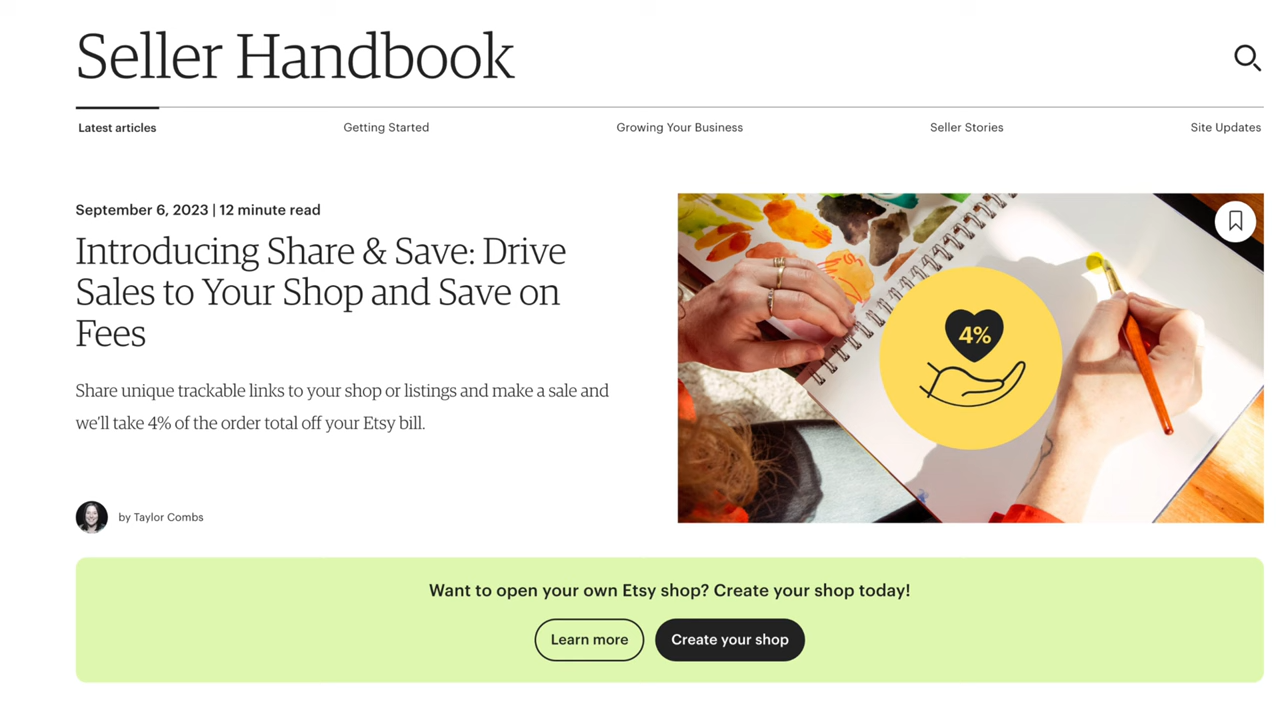 Seller Handbook
Latest articles
Getting Started
Growing Your Business
Seller Stories
Site Updates
September 6, 2023 | 12 minute read
Introducing Share & Save: Drive
Sales to Your Shop and Save on
Fees
Share unique trackable links to your shop or listings and make a sale and
we'll take 4% of the order total off your Etsy bill.
by Taylor Combs
4%
Want to open your own Etsy shop? Create your shop today!
Learn more
Create your shop